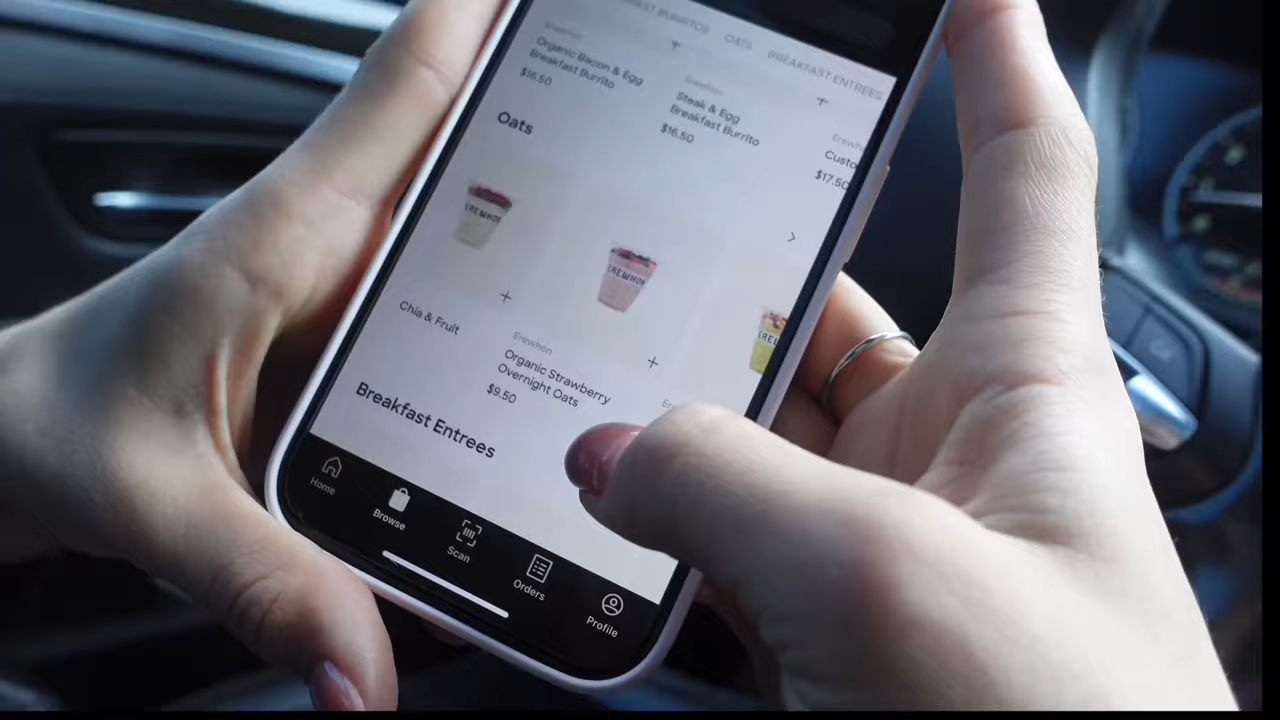 BURRITOS
OATS
BREAKFAST ENTREES
Erewhon
Organic Bacon & Egg
Breakfast Burrito
$16.50
Erewhon
Steak & Egg
Breakfast Burrito
$16.50
Custo
$17.50
Oats
EREWHON
EREWHON
Chia & Fruit
Erewhon
Organic Strawberry
Overnight Oats
$9.50
Breakfast Entrees
Home
Browse
Scan
Orders
Profile